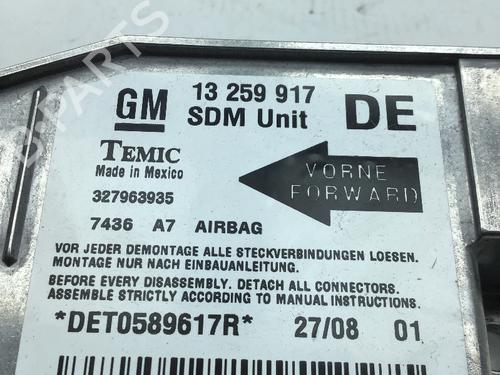 GM 13 259 917 DE
SDM Unit
TEMIC
Made in Mexico
VORNE
FORWARD
327963935
7436 A7 AIRBAG
VOR JEDER DEMONTAGE ALLE STECKVERBINDUNGEN LOESEN.
MONTAGE NUR NACH EINBAUANLEITUNG.
BEFORE EVERY DISASSEMBLY. DETACH ALL CONNECTORS.
ASSEMBLE STRICTLY ACCORDING TO MANUAL INSTRUCTIONS.
*DET0589617R* 27/08 01
B-PARTS